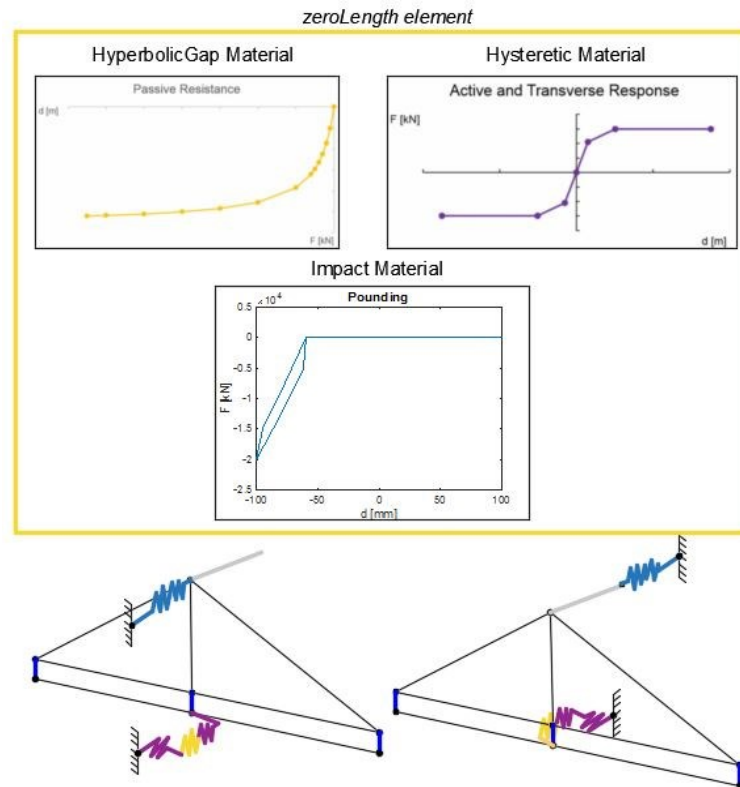 zeroLength element
HyperbolicGap Material
Hysteretic Material
Passive Resistance
d [m]
F [kN]
Active and Transverse Response
F [kN]
d [m]
Impact Material
×10⁴
Pounding
0.5
0
-0.5
-1
-1.5
-2
-2.5
F [kN]
-100
-50
0
50
100
d [mm]